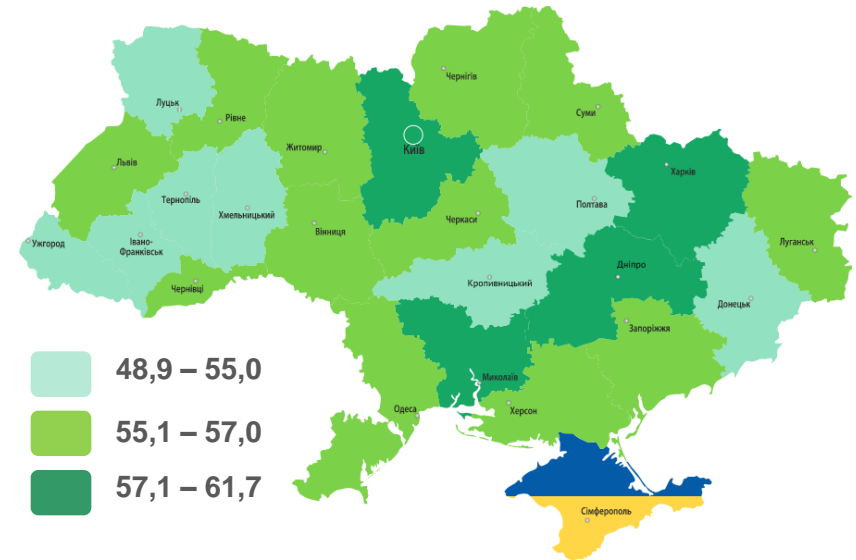 Чернігів
Луцьк
Суми
Рівне
Житомир
Київ
Львів
Харків
Тернопіль
Полтава
Хмельницький
Черкаси
Вінниця
Ужгород
Івано-
Франківськ
Луганськ
Дніпро
Кропивницький
Чернівці
Донецьк
Запоріжжя
48,9 – 55,0
Миколаїв
Одеса
Херсон
55,1 – 57,0
57,1 – 61,7
Сімферополь